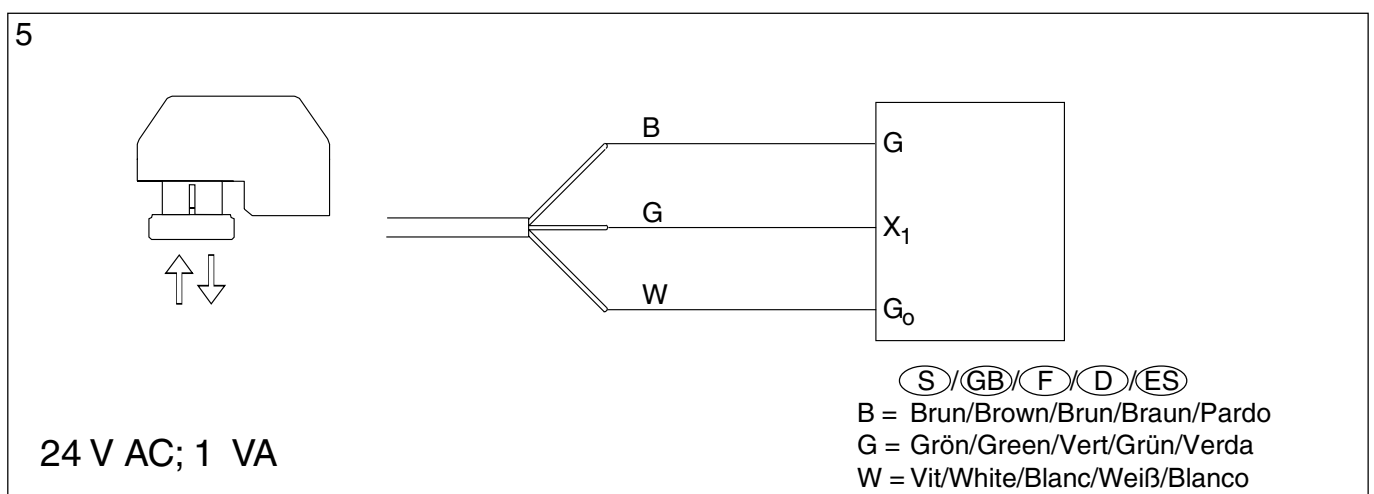 5
B
G
G
X1
W
Go
S/GB/F/D/ES
B = Brun/Brown/Brun/Braun/Pardo
G = Grön/Green/Vert/Grün/Verda
W = Vit/White/Blanc/Weiß/Blanco
24 V AC; 1 VA